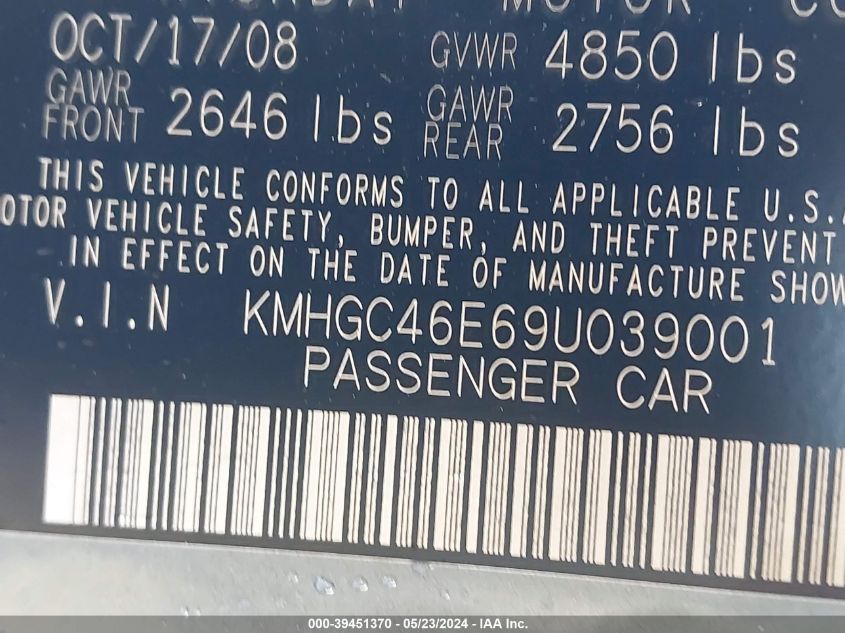 MOTOR
OCT/17/08 GVWR 4850 lbs
GAWR FRONT 2646 lbs GAWR REAR 2756 lbs
THIS VEHICLE CONFORMS TO ALL APPLICABLE U.S.
VEHICLE SAFETY, BUMPER, AND THEFT PREVENT
IN EFFECT ON THE DATE OF MANUFACTURE SHOW
V.I.N KMHGC46E69U039001
PASSENGER CAR
000-39451370 - 05/23/2024 - IAA Inc.